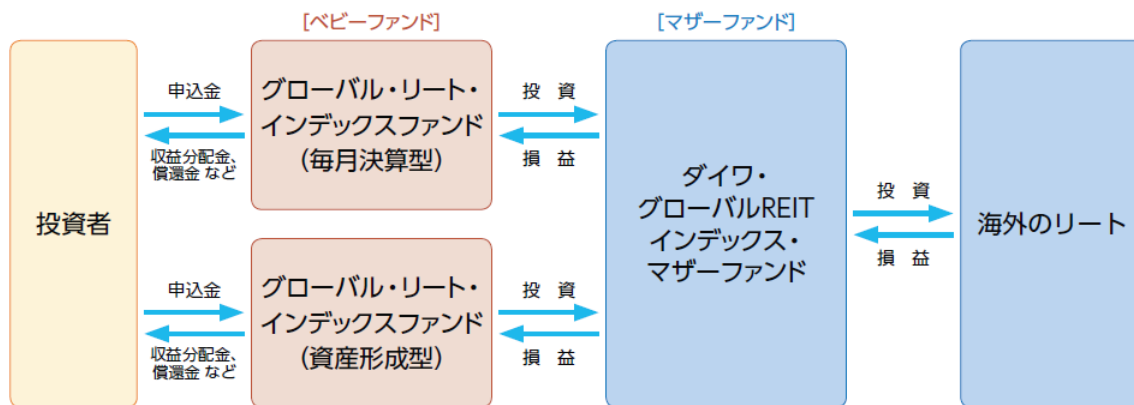 [ベビーファンド]
[マザーファンド]
投資者
申込金
収益分配金、
償還金 など
グローバル・リート・
インデックスファンド
(毎月決算型)
投 資
損 益
申込金
収益分配金、
償還金 など
グローバル・リート・
インデックスファンド
(資産形成型)
投 資
損 益
ダイワ・
グローバルREIT
インデックス・
マザーファンド
投 資
損 益
海外のリート